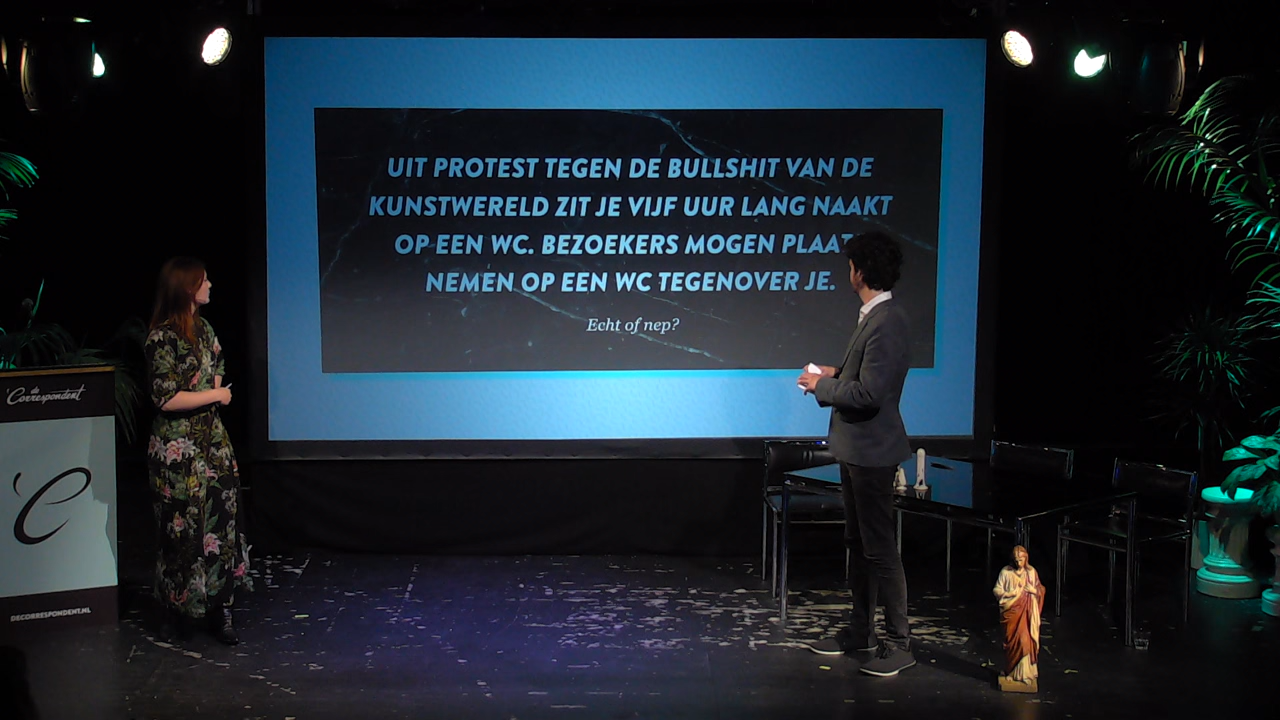 UIT PROTEST TEGEN DE BULLSHIT VAN DE
KUNSTWERELD ZIT JE VIJF UUR LANG NAAKT
OP EEN WC. BEZOEKERS MOGEN
NEMEN OP EEN WC TEGENOVER JE.
Echt of nep?
de
Correspondent
DECORRESPONDENT.NL